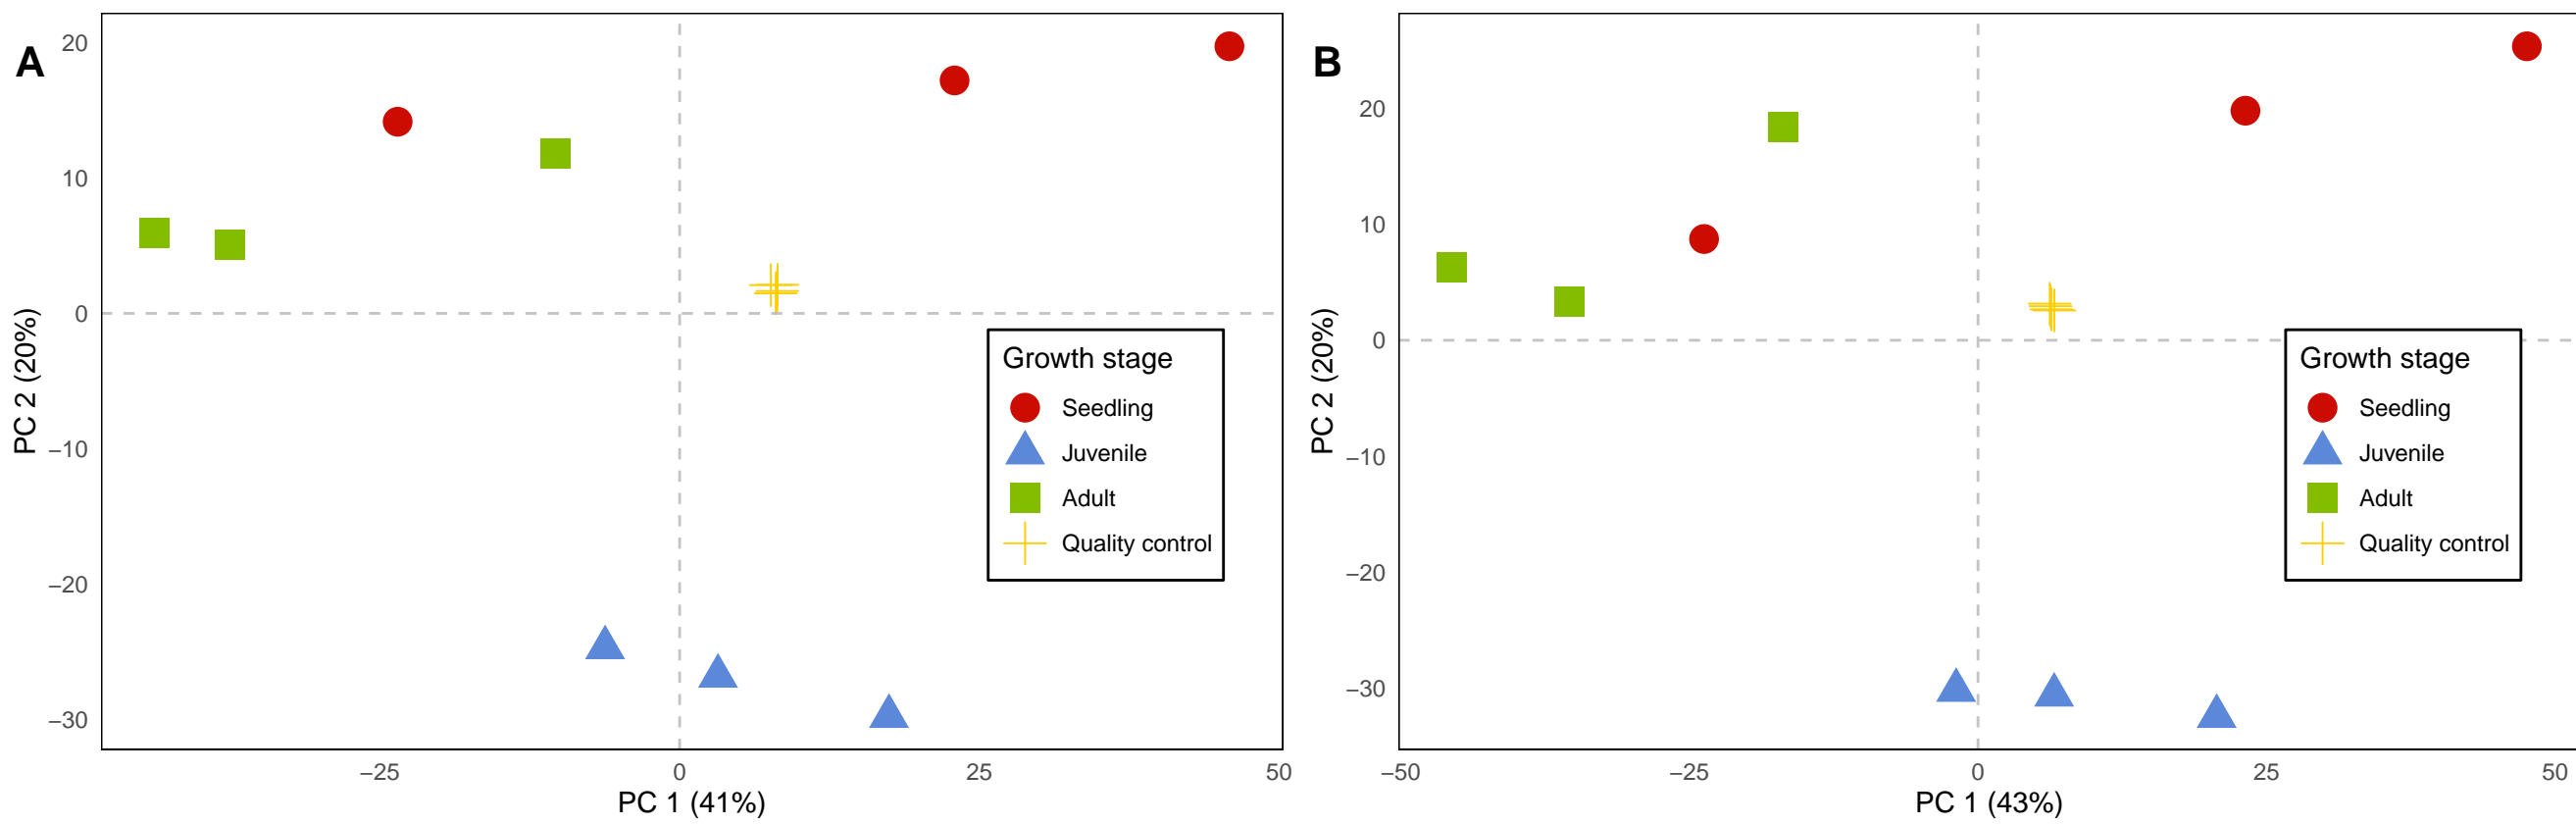 A
20
10
0
–10
–20
–30
PC 2 (20%)
Growth stage
Seedling
Juvenile
Adult
Quality control
–25
0
25
50
PC 1 (41%)
B
20
10
0
–10
–20
–30
PC 2 (20%)
Growth stage
Seedling
Juvenile
Adult
Quality control
–50
–25
0
25
50
PC 1 (43%)